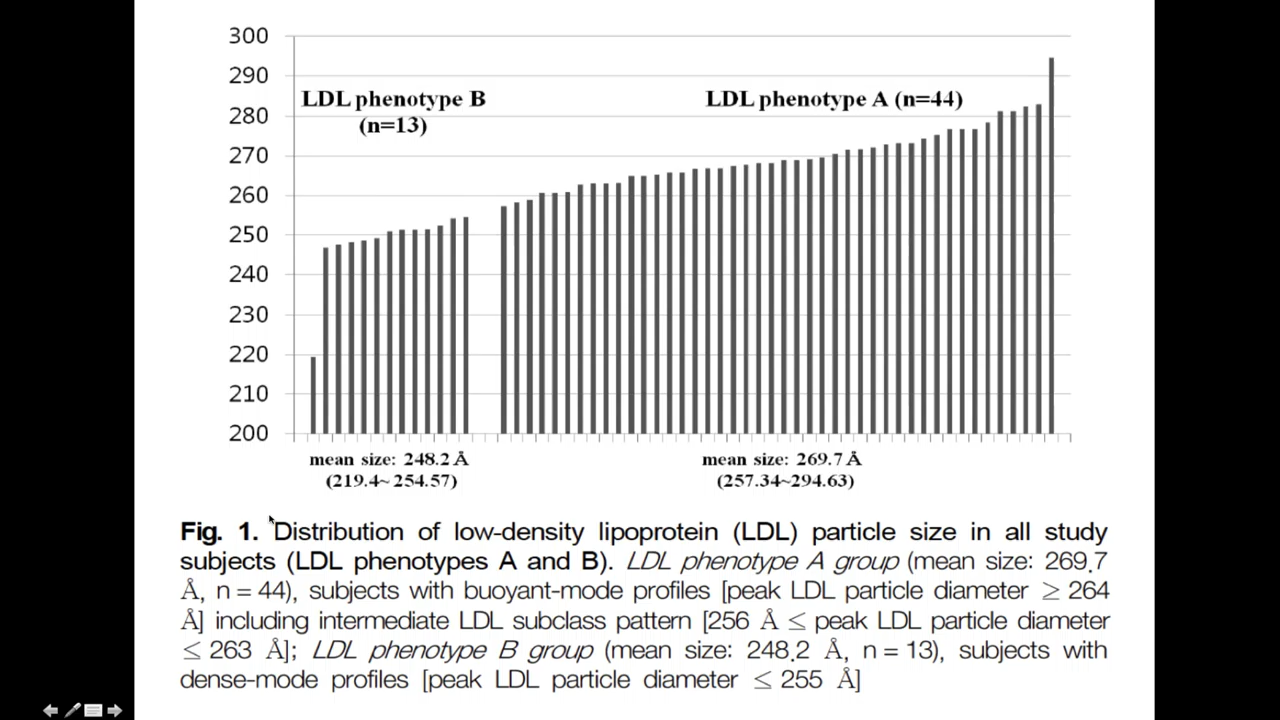 300
290
280
270
260
250
240
230
220
210
200
LDL phenotype B
(n=13)
LDL phenotype A (n=44)
mean size: 248.2 Å
(219.4~ 254.57)
mean size: 269.7 Å
(257.34~294.63)
Fig. 1. Distribution of low-density lipoprotein (LDL) particle size in all study
subjects (LDL phenotypes A and B). LDL phenotype A group (mean size: 269.7
Å, n = 44), subjects with buoyant-mode profiles [peak LDL particle diameter ≥ 264
Å] including intermediate LDL subclass pattern [256 Å ≤ peak LDL particle diameter
≤ 263 Å]; LDL phenotype B group (mean size: 248.2 Å, n = 13), subjects with
dense-mode profiles [peak LDL particle diameter ≤ 255 Å]